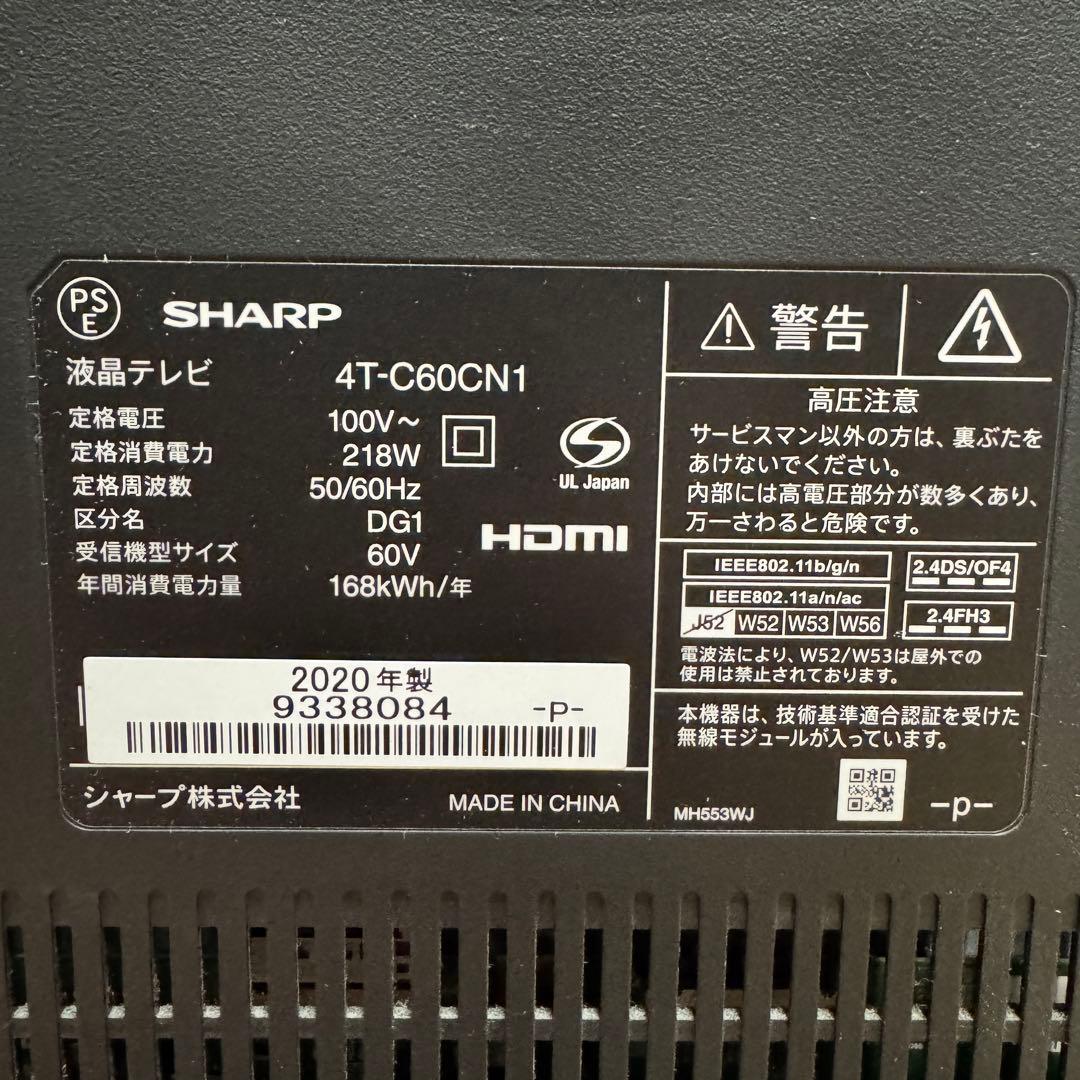 PS
E
SHARP
液晶テレビ 4T-C60CN1
定格電圧 100V～
定格消費電力 218W
定格周波数 50/60Hz
区分名 DG1
受信機型サイズ 60V
年間消費電力量 168kWh/年
UL Japan
HDMI
2020年製
9338084 -P-
シャープ株式会社 MADE IN CHINA
警告
高圧注意
サービスマン以外の方は、裏ぶたを
あけないでください。
内部には高電圧部分が数多くあり、
万一さわると危険です。
IEEE802.11b/g/n
IEEE802.11a/n/ac
J52 W52 W53 W56
2.4DS/OF4
2.4FH3
電波法により、W52/W53は屋外での
使用は禁止されております。
本機器は、技術基準適合認証を受けた
無線モジュールが入っています。
MH553WJ -p-